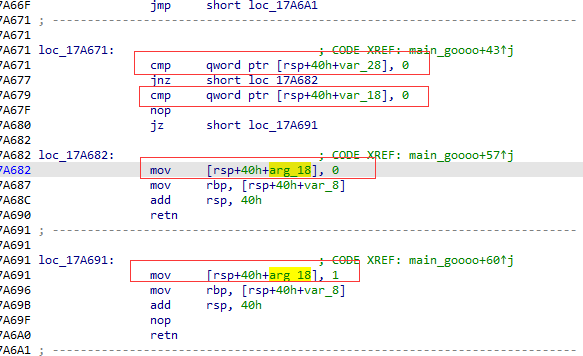 7A66F jmp short loc_17A6A1
7A671 ; ---------------------------------------------------------------------------
7A671
7A671 loc_17A671: ; CODE XREF: main_goooo+43↑j
7A671 cmp qword ptr [rsp+40h+var_28], 0
7A677 jnz short loc_17A682
7A679 cmp qword ptr [rsp+40h+var_18], 0
7A67F nop
7A680 jz short loc_17A691
7A682
7A682 loc_17A682: ; CODE XREF: main_goooo+57↑j
7A682 mov [rsp+40h+arg_18], 0
7A687 mov rbp, [rsp+40h+var_8]
7A68C add rsp, 40h
7A690 retn
7A691 ; ---------------------------------------------------------------------------
7A691
7A691 loc_17A691: ; CODE XREF: main_goooo+60↑j
7A691 mov [rsp+40h+arg_18], 1
7A696 mov rbp, [rsp+40h+var_8]
7A69B add rsp, 40h
7A69F nop
7A6A0 retn
7A6A1 ; ---------------------------------------------------------------------------